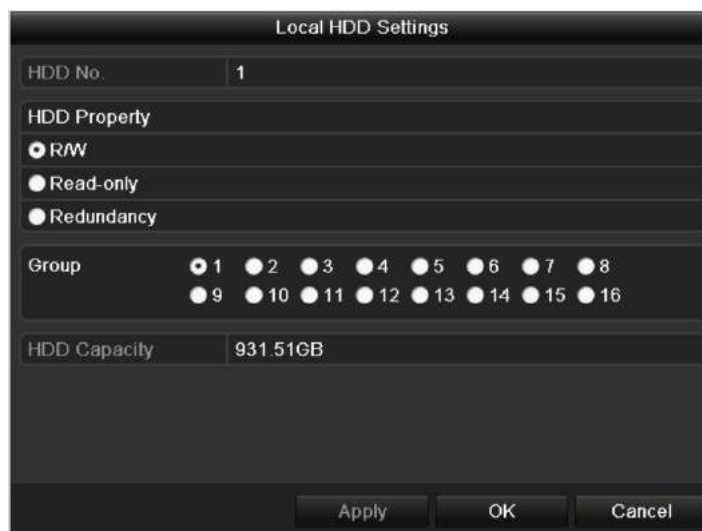 Local HDD Settings
HDD No. 1
HDD Property
R/W
Read-only
Redundancy
Group 1 2 3 4 5 6 7 8
9 10 11 12 13 14 15 16
HDD Capacity 931.51GB
Apply OK Cancel